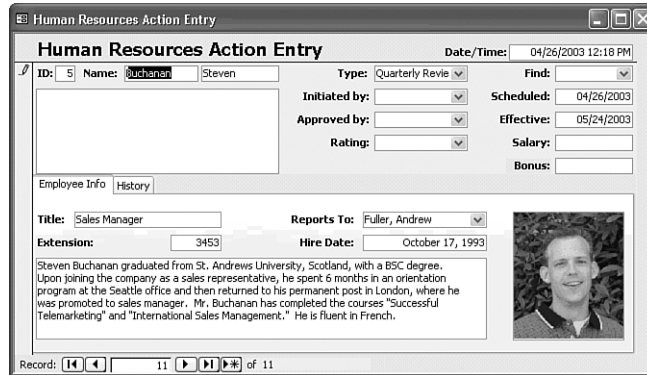 Human Resources Action Entry
Human Resources Action Entry Date/Time: 04/26/2003 12:18 PM
ID: 5 Name: Buchanan Steven Type: Quarterly Revie Find:
Initiated by: Scheduled: 04/26/2003
Approved by: Effective: 05/24/2003
Rating: Salary:
Bonus:
Employee Info History
Title: Sales Manager Reports To: Fuller, Andrew
Extension: 3453 Hire Date: October 17, 1993
Steven Buchanan graduated from St. Andrews University, Scotland, with a BSC degree.
Upon joining the company as a sales representative, he spent 6 months in an orientation
program at the Seattle office and then returned to his permanent post in London, where he
was promoted to sales manager. Mr. Buchanan has completed the courses "Successful
Telemarketing" and "International Sales Management." He is fluent in French.
Record: 11 of 11